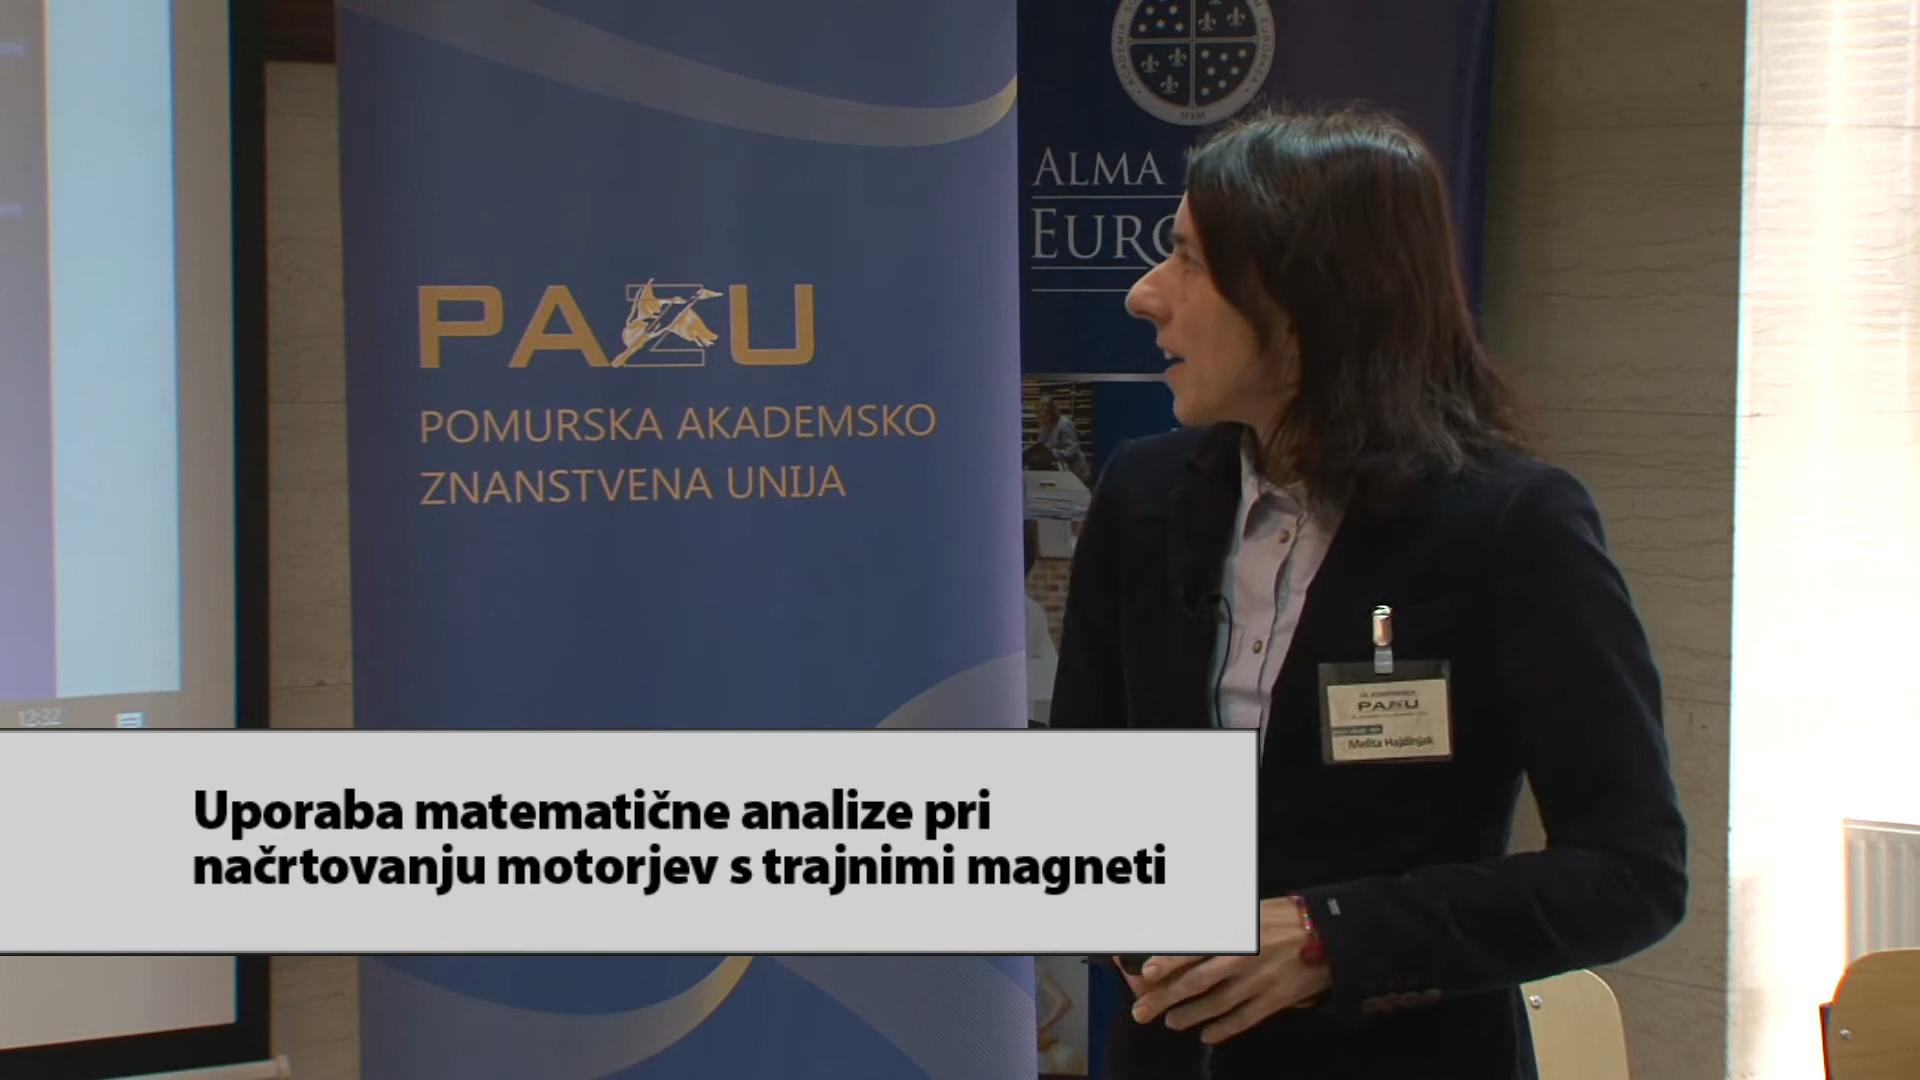 ALMA
EURO
PAZU
POMURSKA AKADEMSKO
ZNANSTVENA UNIJA
PAZU
Melita Hajdinjak
12:32
Uporaba matematične analize pri
načrtovanju motorjev s trajnimi magneti